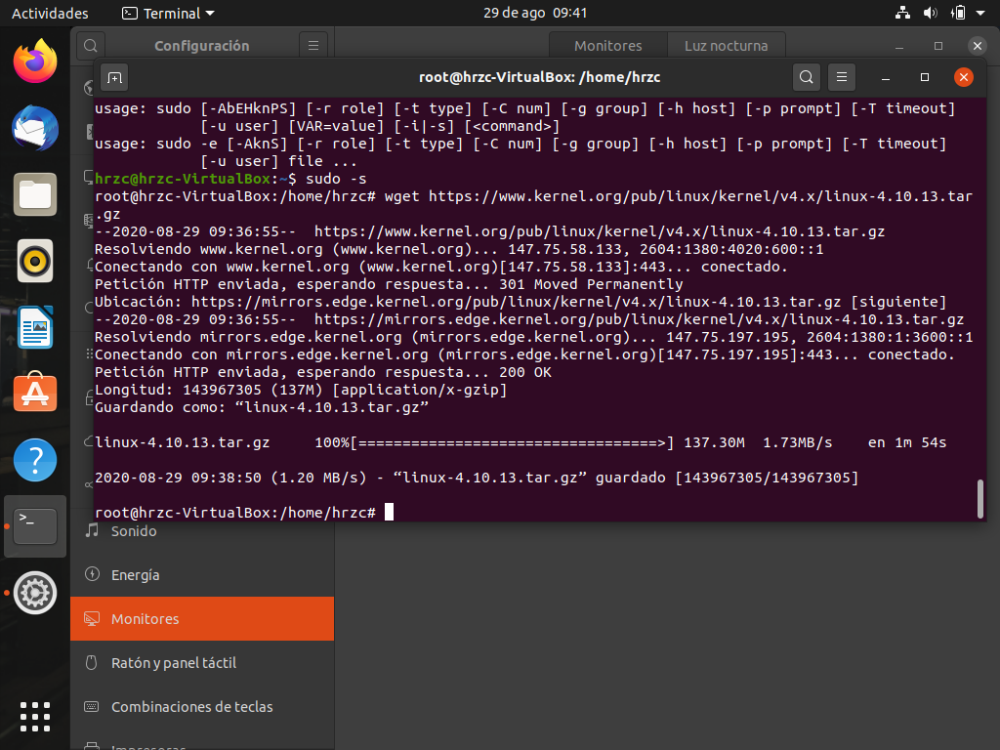 Actividades
Terminal
29 de ago 09:41
Configuración
Monitores
Luz nocturna
root@hrzc-VirtualBox: /home/hrzc
usage: sudo [-AbEHknPS] [-r role] [-t type] [-C num] [-g group] [-h host] [-p prompt] [-T timeout]
[-u user] [VAR=value] [-i|-s] [<command>]
usage: sudo -e [-AknS] [-r role] [-t type] [-C num] [-g group] [-h host] [-p prompt] [-T timeout]
[-u user] file ...
hrzc@hrzc-VirtualBox:~$ sudo -s
root@hrzc-VirtualBox:/home/hrzc# wget https://www.kernel.org/pub/linux/kernel/v4.x/linux-4.10.13.tar
.gz
--2020-08-29 09:36:55-- https://www.kernel.org/pub/linux/kernel/v4.x/linux-4.10.13.tar.gz
Resolviendo www.kernel.org (www.kernel.org)... 147.75.58.133, 2604:1380:4020:600::1
Conectando con www.kernel.org (www.kernel.org)[147.75.58.133]:443... conectado.
Petición HTTP enviada, esperando respuesta... 301 Moved Permanently
Ubicación: https://mirrors.edge.kernel.org/pub/linux/kernel/v4.x/linux-4.10.13.tar.gz [siguiente]
--2020-08-29 09:36:55-- https://mirrors.edge.kernel.org/pub/linux/kernel/v4.x/linux-4.10.13.tar.gz
Resolviendo mirrors.edge.kernel.org (mirrors.edge.kernel.org)... 147.75.197.195, 2604:1380:1:3600::1
Conectando con mirrors.edge.kernel.org (mirrors.edge.kernel.org)[147.75.197.195]:443... conectado.
Petición HTTP enviada, esperando respuesta... 200 OK
Longitud: 143967305 (137M) [application/x-gzip]
Guardando como: “linux-4.10.13.tar.gz”
linux-4.10.13.tar.gz 100%[==================================>] 137.30M 1.73MB/s en 1m 54s
2020-08-29 09:38:50 (1.20 MB/s) - “linux-4.10.13.tar.gz” guardado [143967305/143967305]
root@hrzc-VirtualBox:/home/hrzc#
Sonido
Energía
Monitores
Ratón y panel táctil
Combinaciones de teclas
Impresoras